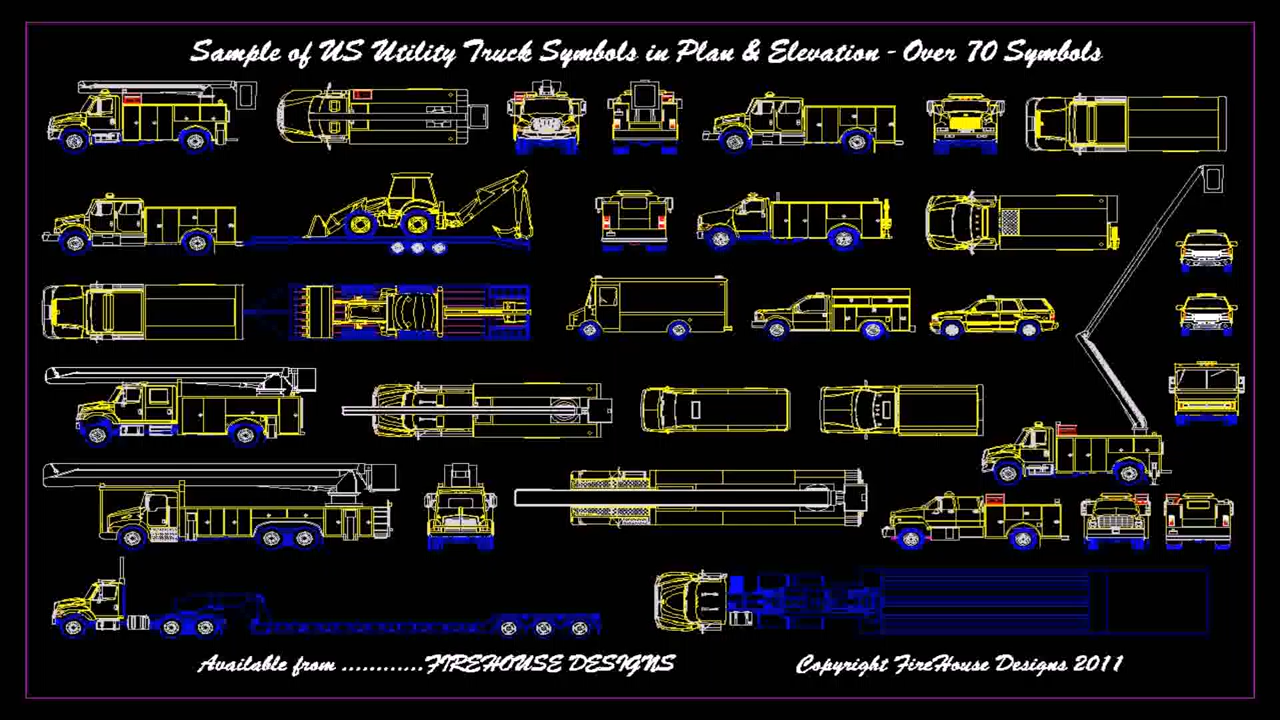 Sample of US Utility Truck Symbols in Plan & Elevation - Over 70 Symbols
Available from ............FIREHOUSE DESIGNS
Copyright FireHouse Designs 2011